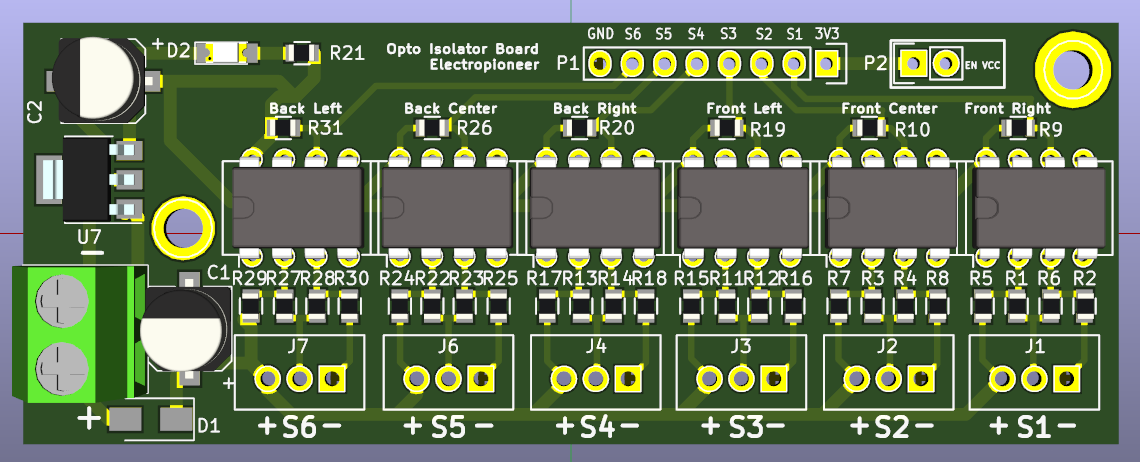 D2
R21
Opto Isolator Board
Electropioneer
GND S6 S5 S4 S3 S2 S1 3V3
P1
P2
EN VCC
C2
Back Left
Back Center
Back Right
Front Left
Front Center
Front Right
R31
R26
R20
R19
R10
R9
U7
C1
R29 R27 R28 R30
R24 R22 R23 R25
R17 R13 R14 R18
R15 R11 R12 R16
R7 R3 R4 R8
R5 R1 R6 R2
J7
J6
J4
J3
J2
J1
+
+
D1
+S6-
+S5-
+S4-
+S3-
+S2-
+S1-